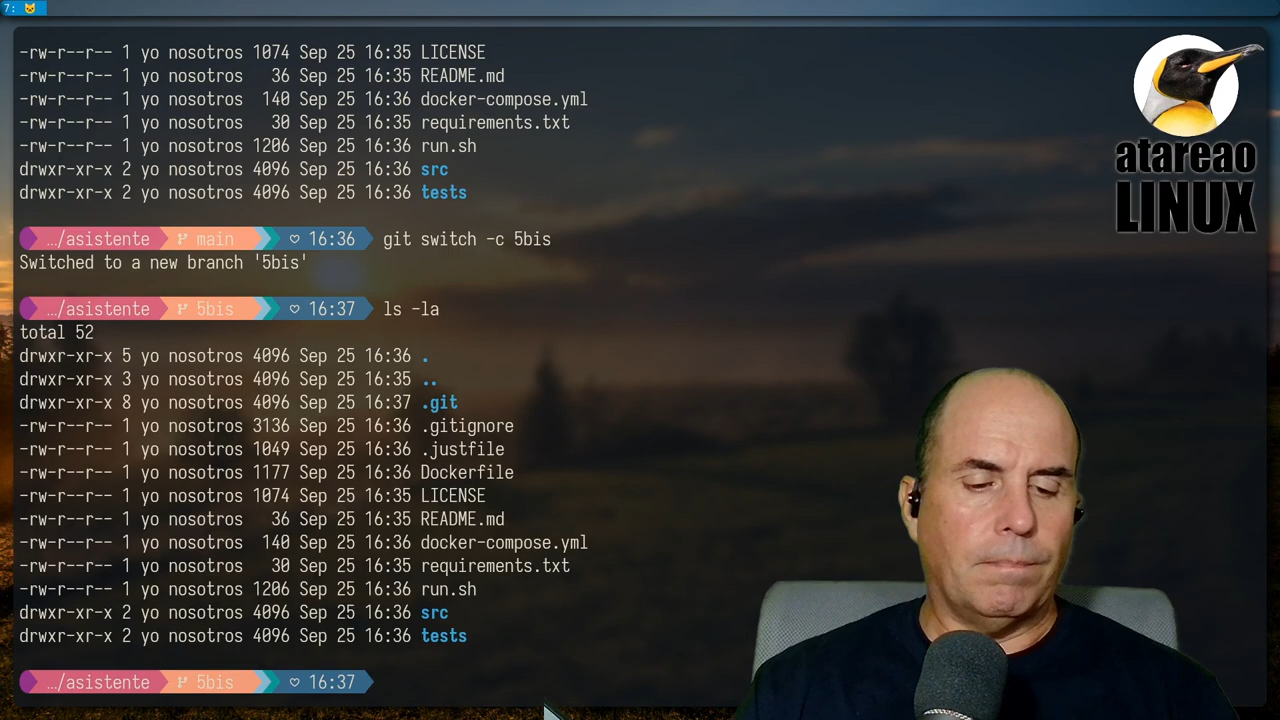 7:
-rw-r--r-- 1 yo nosotros 1074 Sep 25 16:35 LICENSE
-rw-r--r-- 1 yo nosotros   36 Sep 25 16:35 README.md
-rw-r--r-- 1 yo nosotros  140 Sep 25 16:36 docker-compose.yml
-rw-r--r-- 1 yo nosotros   30 Sep 25 16:36 requirements.txt
-rw-r--r-- 1 yo nosotros 1206 Sep 25 16:36 run.sh
drwxr-xr-x 2 yo nosotros 4096 Sep 25 16:36 src
drwxr-xr-x 2 yo nosotros 4096 Sep 25 16:36 tests
…/asistente main ♡ 16:36 git switch -c 5bis
Switched to a new branch '5bis'
…/asistente 5bis ♡ 16:37 ls -la
total 52
drwxr-xr-x 5 yo nosotros 4096 Sep 25 16:36 .
drwxr-xr-x 3 yo nosotros 4096 Sep 25 16:35 ..
drwxr-xr-x 8 yo nosotros 4096 Sep 25 16:37 .git
-rw-r--r-- 1 yo nosotros 3136 Sep 25 16:36 .gitignore
-rw-r--r-- 1 yo nosotros 1049 Sep 25 16:36 .justfile
-rw-r--r-- 1 yo nosotros 1177 Sep 25 16:36 Dockerfile
-rw-r--r-- 1 yo nosotros 1074 Sep 25 16:35 LICENSE
-rw-r--r-- 1 yo nosotros   36 Sep 25 16:35 README.md
-rw-r--r-- 1 yo nosotros  140 Sep 25 16:36 docker-compose.yml
-rw-r--r-- 1 yo nosotros   30 Sep 25 16:36 requirements.txt
-rw-r--r-- 1 yo nosotros 1206 Sep 25 16:36 run.sh
drwxr-xr-x 2 yo nosotros 4096 Sep 25 16:36 src
drwxr-xr-x 2 yo nosotros 4096 Sep 25 16:36 tests
…/asistente 5bis ♡ 16:37
atareao
LINUX